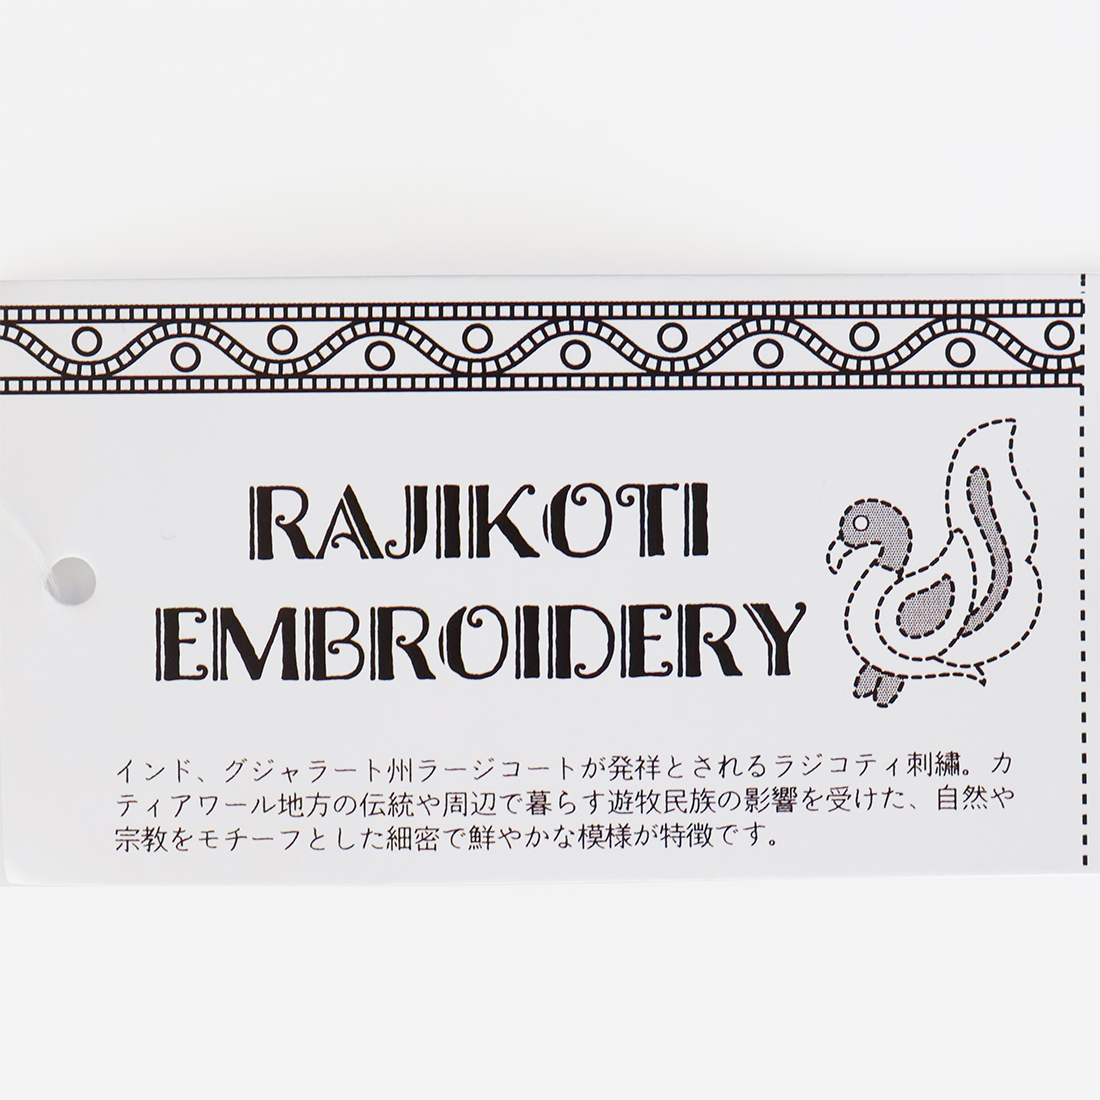 RAJIKOTI
EMBROIDERY
インド、グジャラート州ラージコートが発祥とされるラジコティ刺繡。カ
ティアワール地方の伝統や周辺で暮らす遊牧民族の影響を受けた、自然や
宗教をモチーフとした細密で鮮やかな模様が特徴です。